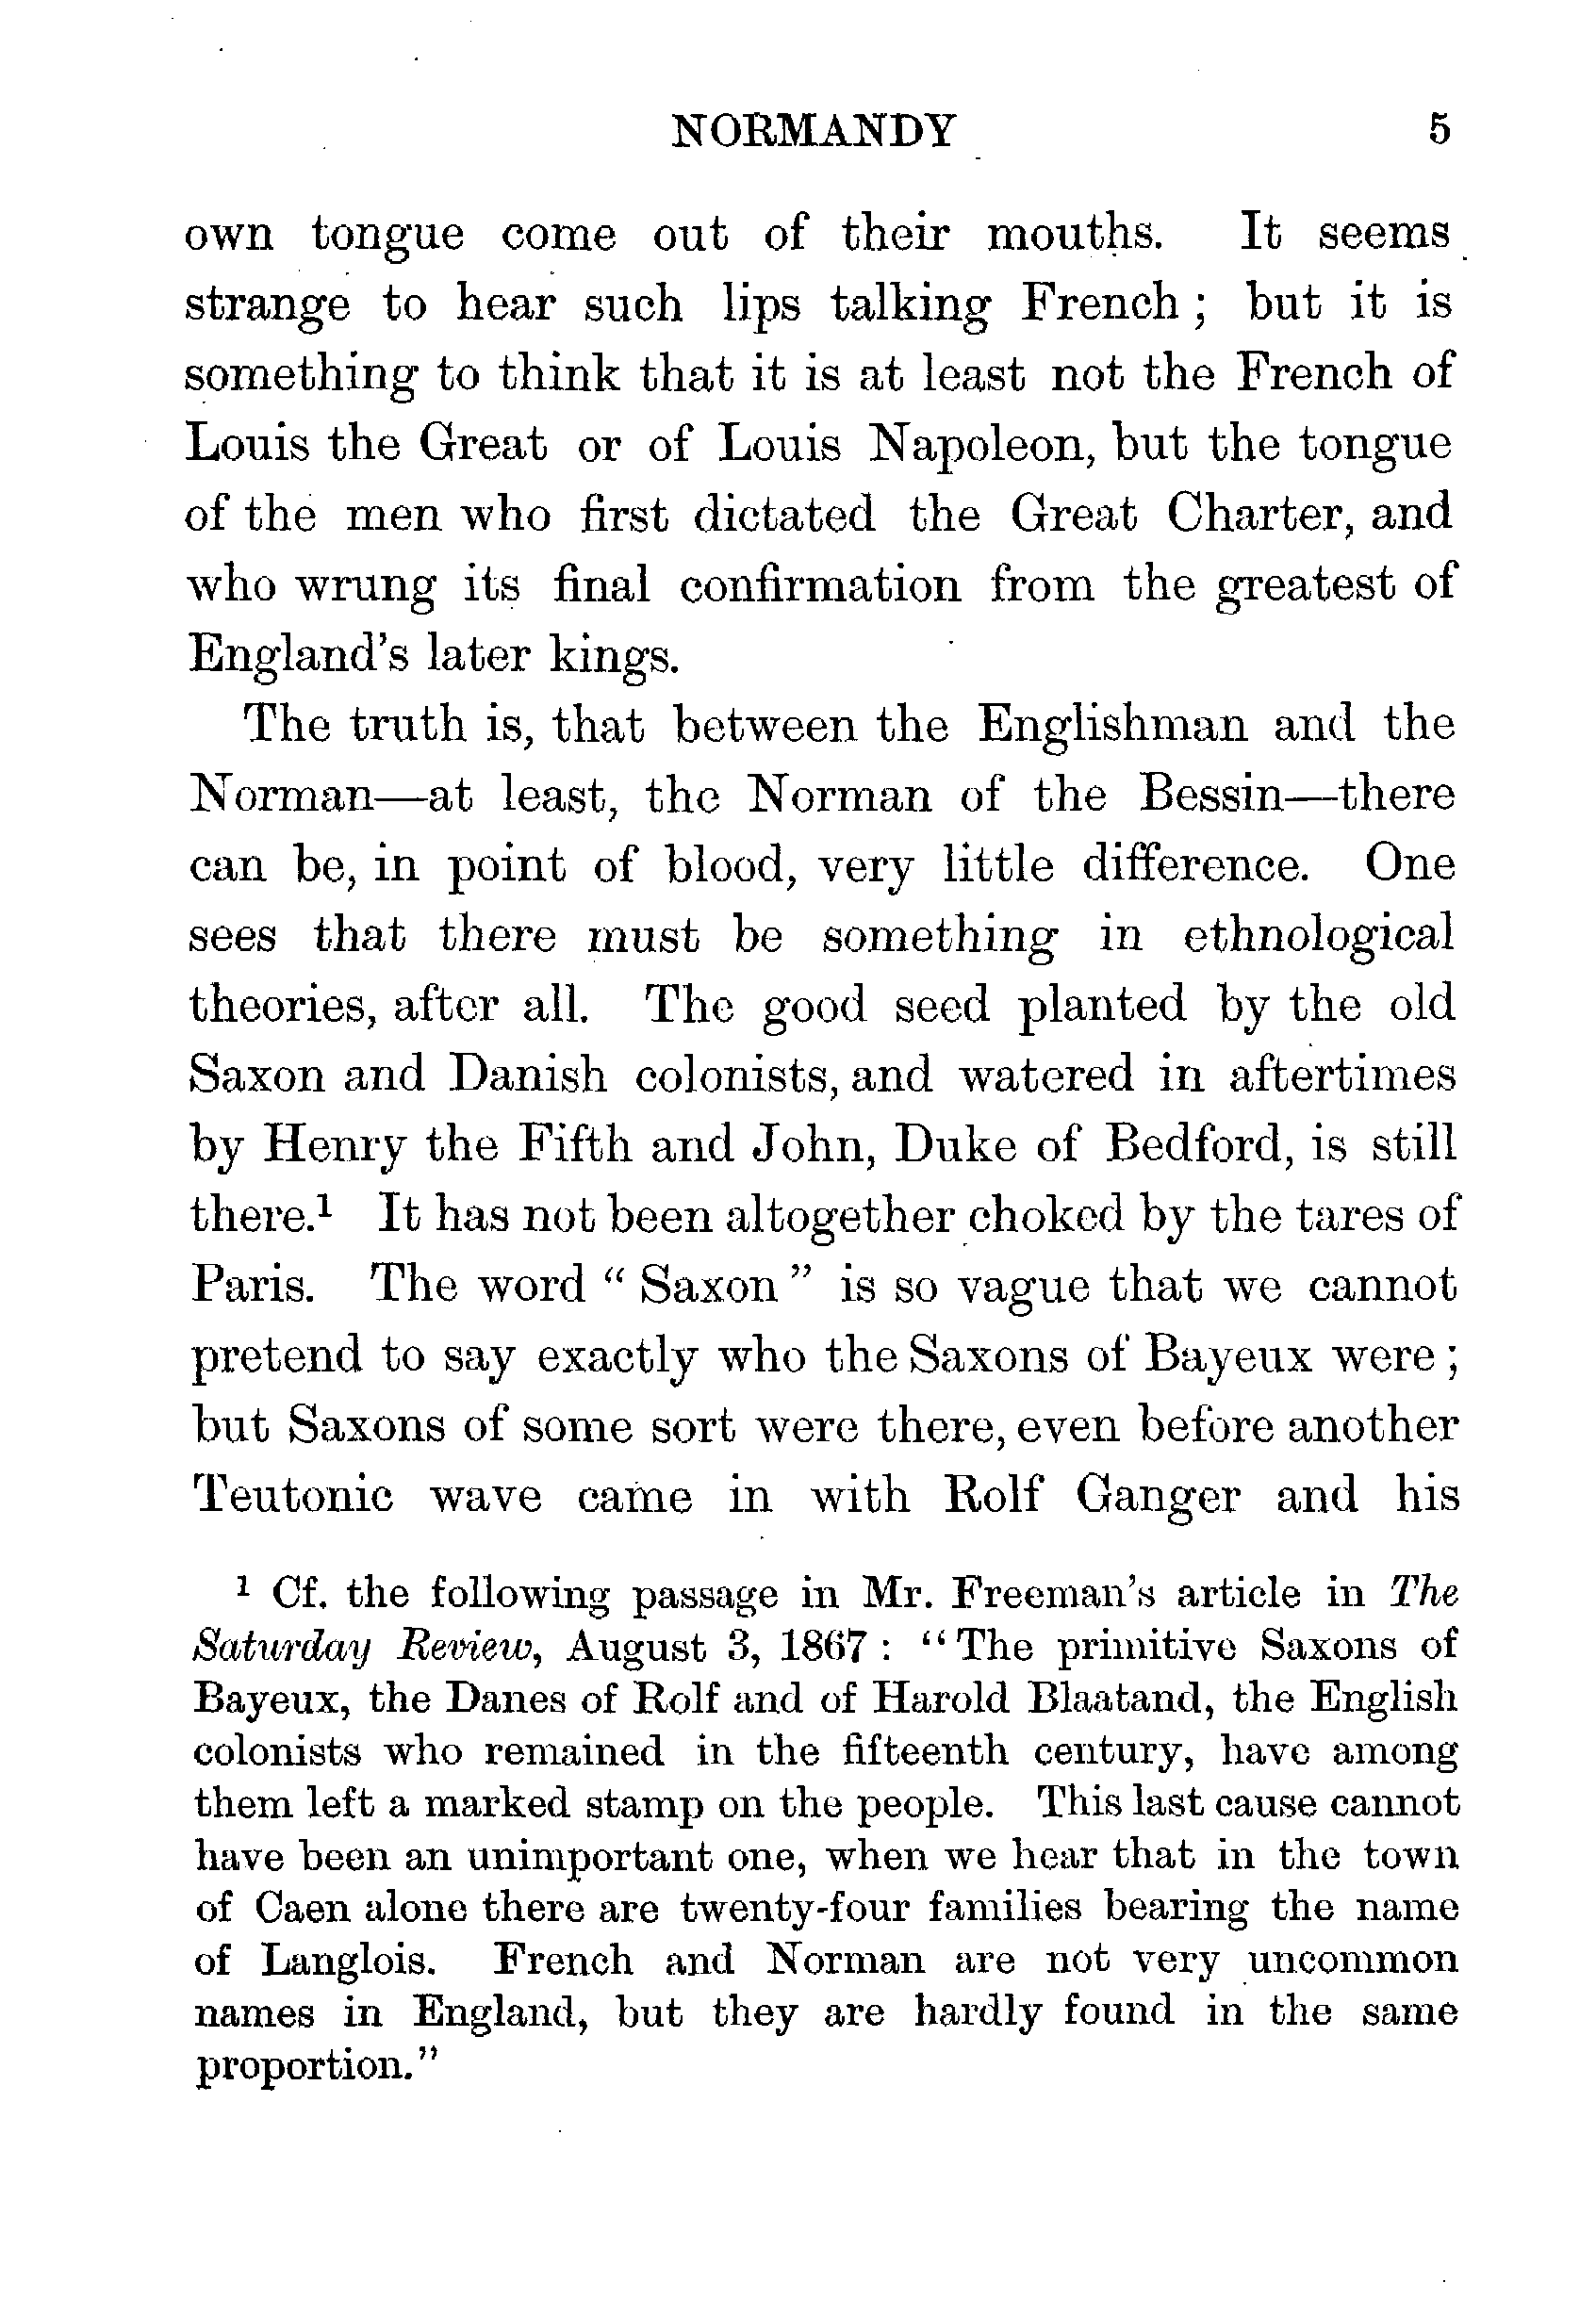 NORMANDY 5
own tongue come out of their mouths. It seems
strange to hear such lips talking French ; but it is
something to think that it is at least not the French of
Louis the Great or of Louis Napoleon, but the tongue
of the men who first dictated the Great Charter, and
who wrung its final confirmation from the greatest of
England's later kings.
The truth is, that between the Englishman and the
Norman—at least, the Norman of the Bessin—there
can be, in point of blood, very little difference. One
sees that there must be something in ethnological
theories, after all. The good seed planted by the old
Saxon and Danish colonists, and watered in aftertimes
by Henry the Fifth and John, Duke of Bedford, is still
there.¹ It has not been altogether choked by the tares of
Paris. The word “ Saxon ” is so vague that we cannot
pretend to say exactly who the Saxons of Bayeux were ;
but Saxons of some sort were there, even before another
Teutonic wave came in with Rolf Ganger and his
¹ Cf. the following passage in Mr. Freeman's article in The
Saturday Review, August 3, 1867 : “ The primitive Saxons of
Bayeux, the Danes of Rolf and of Harold Blaatand, the English
colonists who remained in the fifteenth century, have among
them left a marked stamp on the people. This last cause cannot
have been an unimportant one, when we hear that in the town
of Caen alone there are twenty-four families bearing the name
of Langlois. French and Norman are not very uncommon
names in England, but they are hardly found in the same
proportion.”